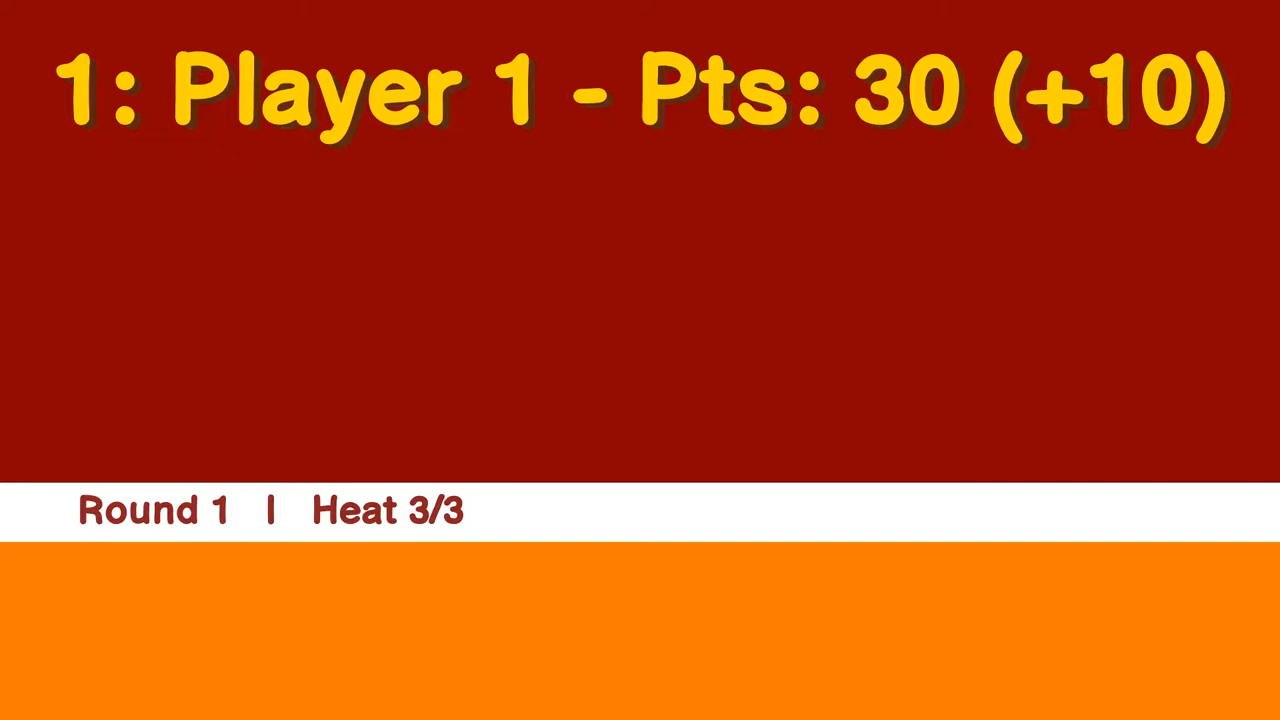 1: Player 1 - Pts: 30 (+10)
Round 1 | Heat 3/3